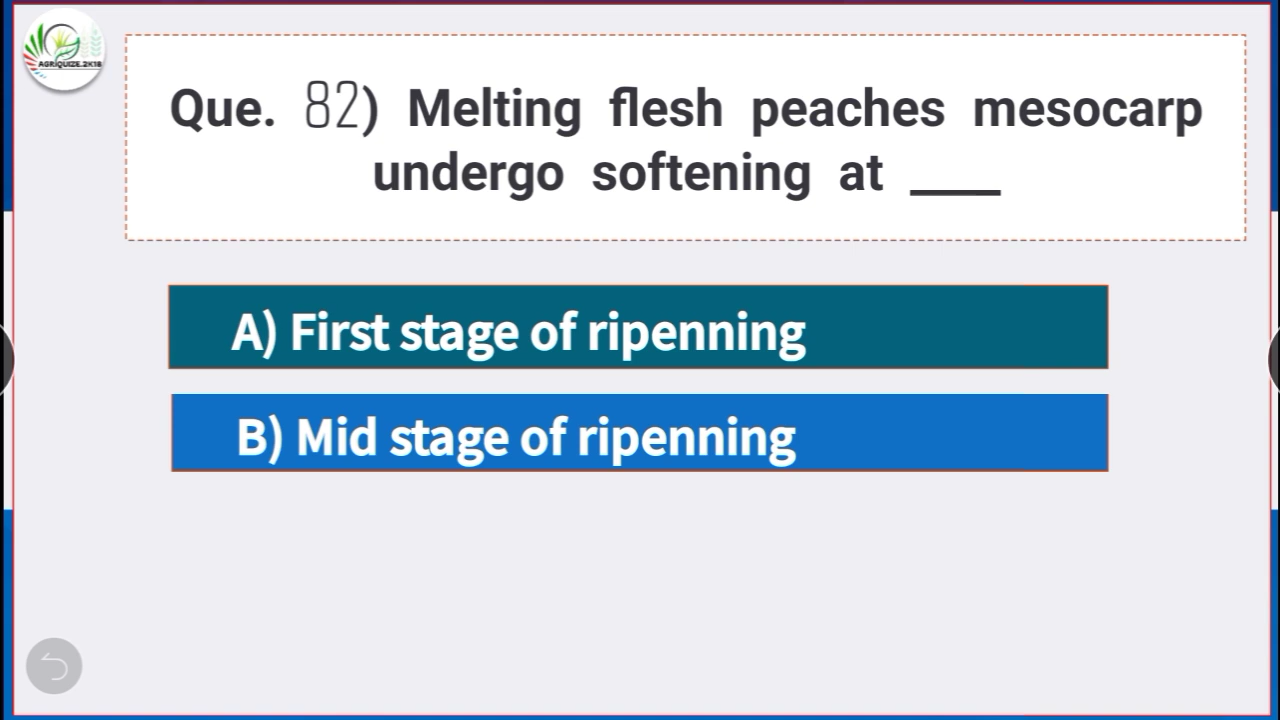 AGRIQUIZE.2K18
Que. 82) Melting flesh peaches mesocarp
undergo softening at ____
A) First stage of ripenning
B) Mid stage of ripenning